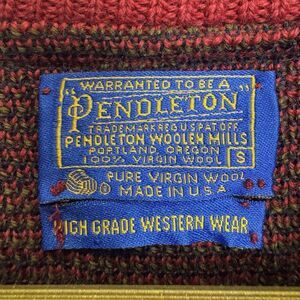 "WARRANTED TO BE A
"PENDLETON"
TRADEMARK REG U.S. PAT. OFF.
PENDLETON WOOLEN MILLS
PORTLAND, OREGON
100% VIRGIN WOOL S
PURE VIRGIN WOOL
MADE IN U.S.A.
HIGH GRADE WESTERN WEAR